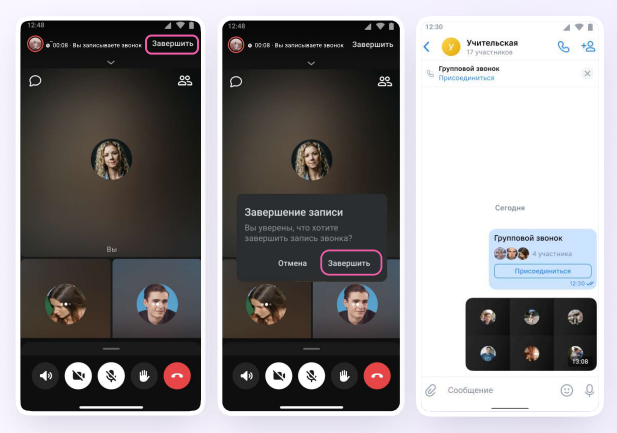 12:48
00:08 · Вы записываете звонок
Завершить
Вы
12:48
00:08 · Вы записываете звонок
Завершить
Завершение записи
Вы уверены, что хотите
завершить запись звонка?
Отмена
Завершить
12:30
У
Учительская
17 участников
Групповой звонок
Присоединиться
Сегодня
Групповой звонок
4 участника
Присоединиться
12:30
13:08
Сообщение